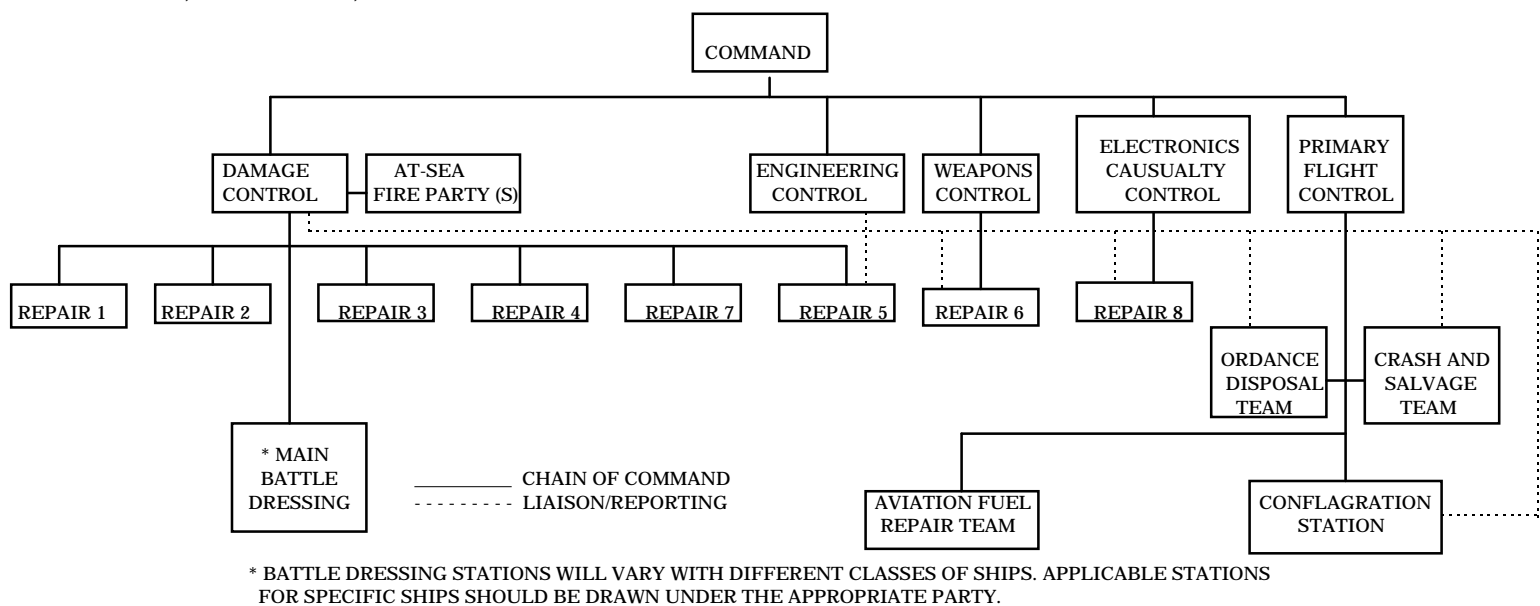 COMMAND
DAMAGE
CONTROL
AT-SEA
FIRE PARTY (S)
ENGINEERING
CONTROL
WEAPONS
CONTROL
ELECTRONICS
CAUSUALTY
CONTROL
PRIMARY
FLIGHT
CONTROL
REPAIR 1
REPAIR 2
REPAIR 3
REPAIR 4
REPAIR 7
REPAIR 5
REPAIR 6
REPAIR 8
ORDANCE
DISPOSAL
TEAM
CRASH AND
SALVAGE
TEAM
* MAIN
BATTLE
DRESSING
CHAIN OF COMMAND
LIAISON/REPORTING
AVIATION FUEL
REPAIR TEAM
CONFLAGRATION
STATION
* BATTLE DRESSING STATIONS WILL VARY WITH DIFFERENT CLASSES OF SHIPS. APPLICABLE STATIONS
FOR SPECIFIC SHIPS SHOULD BE DRAWN UNDER THE APPROPRIATE PARTY.